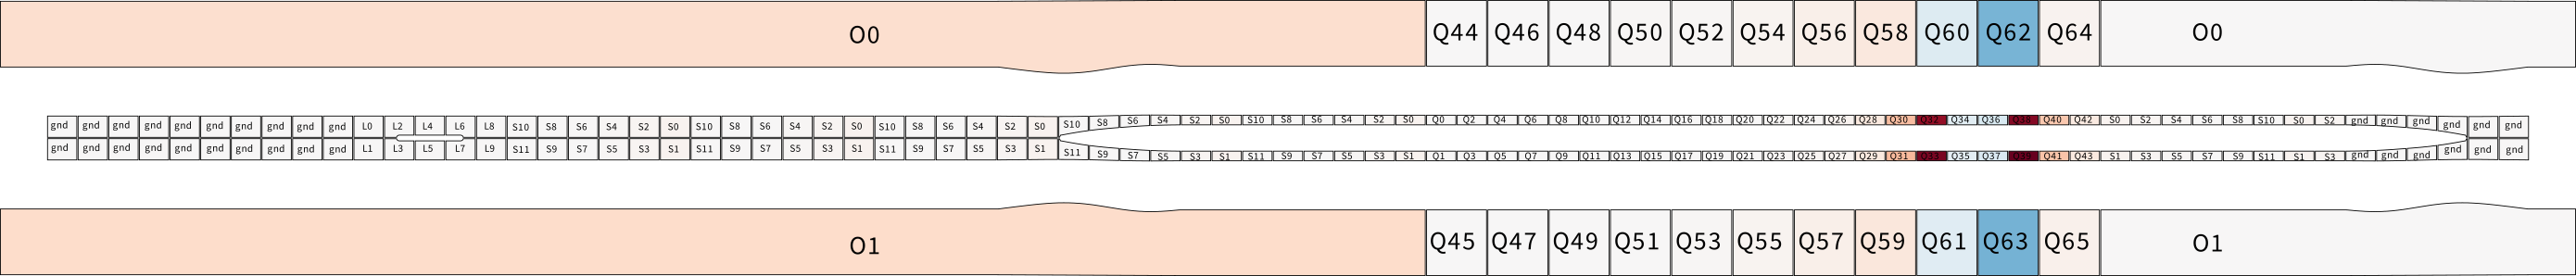 O0 Q44 Q46 Q48 Q50 Q52 Q54 Q56 Q58 Q60 Q62 Q64 O0
gnd gnd gnd gnd gnd gnd gnd gnd gnd gnd L0 L2 L4 L6 L8 S10 S8 S6 S4 S2 S0 S10 S8 S6 S4 S2 S0 S10 S8 S6 S4 S2 S0 S10 S8 S6 S4 S2 S0 S10 S8 S6 S4 S2 S0 Q0 Q2 Q4 Q6 Q8 Q10 Q12 Q14 Q16 Q18 Q20 Q22 Q24 Q26 Q28 Q30 Q32 Q34 Q36 Q38 Q40 Q42 S0 S2 S4 S6 S8 S10 S0 S2 gnd gnd gnd gnd gnd gnd
gnd gnd gnd gnd gnd gnd gnd gnd gnd gnd L1 L3 L5 L7 L9 S11 S9 S7 S5 S3 S1 S11 S9 S7 S5 S3 S1 S11 S9 S7 S5 S3 S1 S11 S9 S7 S5 S3 S1 S11 S9 S7 S5 S3 S1 Q1 Q3 Q5 Q7 Q9 Q11 Q13 Q15 Q17 Q19 Q21 Q23 Q25 Q27 Q29 Q31 Q33 Q35 Q37 Q39 Q41 Q43 S1 S3 S5 S7 S9 S11 S1 S3 gnd gnd gnd gnd gnd gnd
O1 Q45 Q47 Q49 Q51 Q53 Q55 Q57 Q59 Q61 Q63 Q65 O1